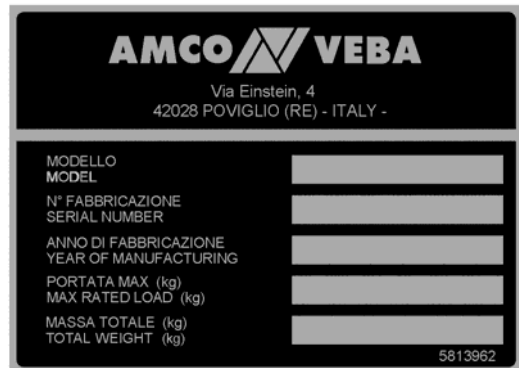 AMCO VEBA
Via Einstein, 4
42028 POVIGLIO (RE) - ITALY -
MODELLO
MODEL
N° FABBRICAZIONE
SERIAL NUMBER
ANNO DI FABBRICAZIONE
YEAR OF MANUFACTURING
PORTATA MAX (kg)
MAX RATED LOAD (kg)
MASSA TOTALE (kg)
TOTAL WEIGHT (kg)
5813962